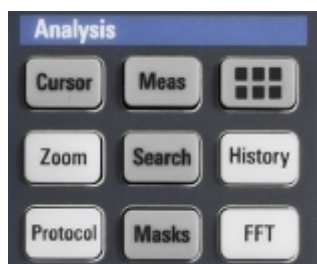 Analysis
Cursor Meas
Zoom Search History
Protocol Masks FFT